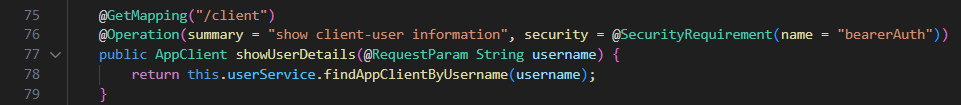 75 @GetMapping("/client")
76 @Operation(summary = "show client-user information", security = @SecurityRequirement(name = "bearerAuth"))
77 public AppClient showUserDetails(@RequestParam String username) {
78 return this.userService.findAppClientByUsername(username);
79 }